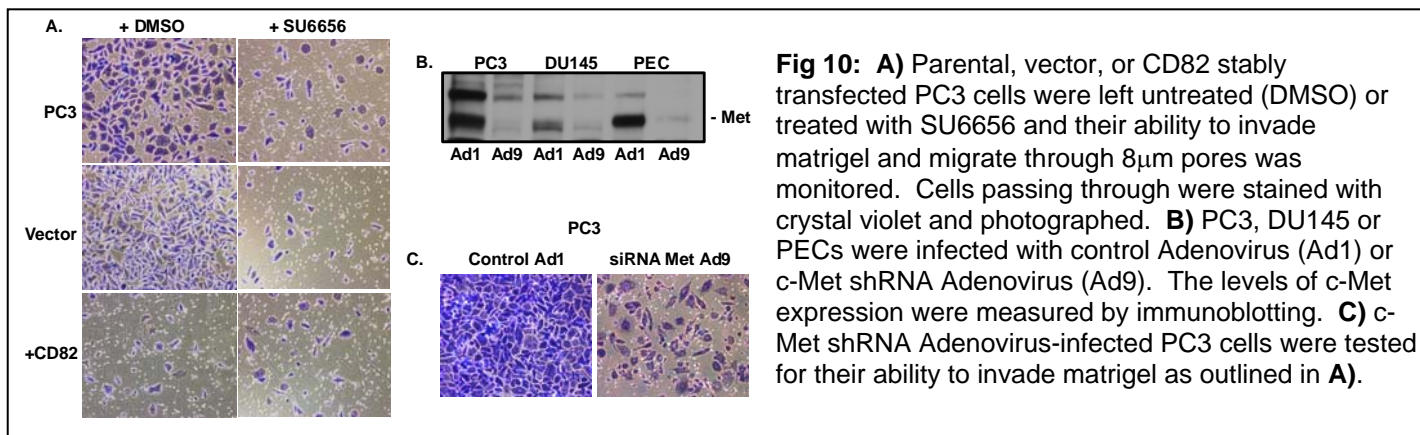 A.
+ DMSO
+ SU6656
PC3
Vector
+CD82
B.
PC3 DU145 PEC
- Met
Ad1 Ad9 Ad1 Ad9 Ad1 Ad9
PC3
C.
Control Ad1
siRNA Met Ad9
Fig 10: A) Parental, vector, or CD82 stably
transfected PC3 cells were left untreated (DMSO) or
treated with SU6656 and their ability to invade
matrigel and migrate through 8μm pores was
monitored. Cells passing through were stained with
crystal violet and photographed. B) PC3, DU145 or
PECs were infected with control Adenovirus (Ad1) or
c-Met shRNA Adenovirus (Ad9). The levels of c-Met
expression were measured by immunoblotting. C) c-
Met shRNA Adenovirus-infected PC3 cells were tested
for their ability to invade matrigel as outlined in A).